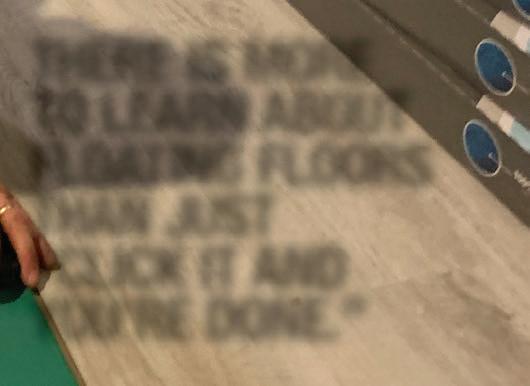 THERE IS MORE
TO LEARN ABOUT
FLOATING FLOORS
THAN JUST
CLICK IT AND
YOU'RE DONE."